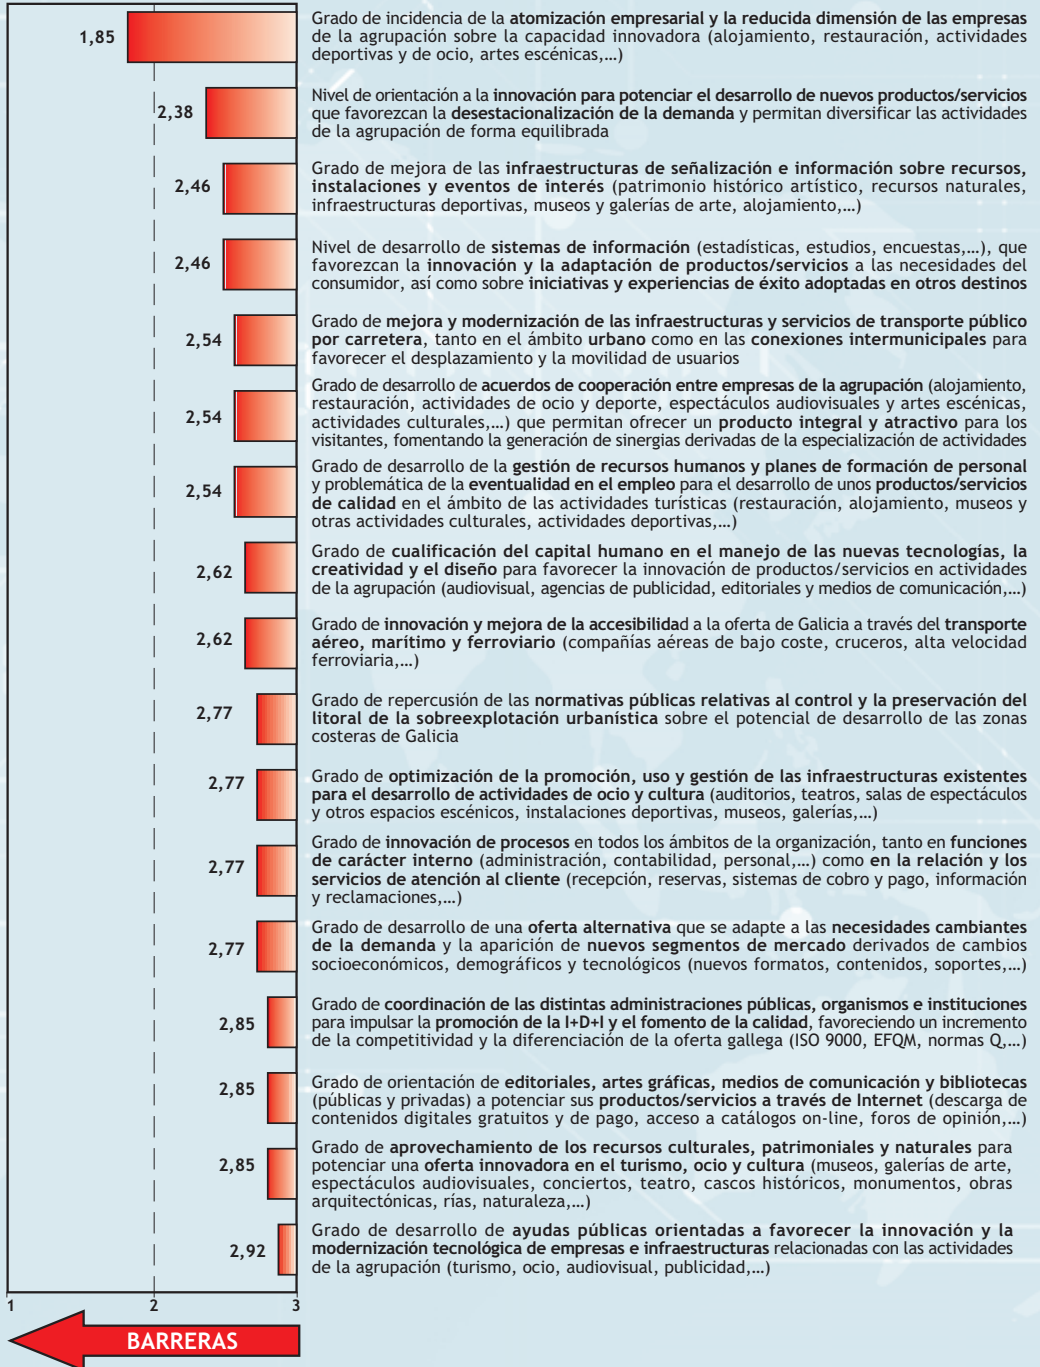 1,85
Grado de incidencia de la atomización empresarial y la reducida dimensión de las empresas
de la agrupación sobre la capacidad innovadora (alojamiento, restauración, actividades
deportivas y de ocio, artes escénicas,...)
2,38
Nivel de orientación a la innovación para potenciar el desarrollo de nuevos productos/servicios
que favorezcan la desestacionalización de la demanda y permitan diversificar las actividades
de la agrupación de forma equilibrada
2,46
Grado de mejora de las infraestructuras de señalización e información sobre recursos,
instalaciones y eventos de interés (patrimonio histórico artístico, recursos naturales,
infraestructuras deportivas, museos y galerías de arte, alojamiento,...)
2,46
Nivel de desarrollo de sistemas de información (estadísticas, estudios, encuestas,...), que
favorezcan la innovación y la adaptación de productos/servicios a las necesidades del
consumidor, así como sobre iniciativas y experiencias de éxito adoptadas en otros destinos
2,54
Grado de mejora y modernización de las infraestructuras y servicios de transporte público
por carretera, tanto en el ámbito urbano como en las conexiones intermunicipales para
favorecer el desplazamiento y la movilidad de usuarios
2,54
Grado de desarrollo de acuerdos de cooperación entre empresas de la agrupación (alojamiento,
restauración, actividades de ocio y deporte, espectáculos audiovisuales y artes escénicas,
actividades culturales,...) que permitan ofrecer un producto integral y atractivo para los
visitantes, fomentando la generación de sinergias derivadas de la especialización de actividades
2,54
Grado de desarrollo de la gestión de recursos humanos y planes de formación de personal
y problemática de la eventualidad en el empleo para el desarrollo de unos productos/servicios
de calidad en el ámbito de las actividades turísticas (restauración, alojamiento, museos y
otras actividades culturales, actividades deportivas,...)
2,62
Grado de cualificación del capital humano en el manejo de las nuevas tecnologías, la
creatividad y el diseño para favorecer la innovación de productos/servicios en actividades
de la agrupación (audiovisual, agencias de publicidad, editoriales y medios de comunicación,...)
2,62
Grado de innovación y mejora de la accesibilidad a la oferta de Galicia a través del transporte
aéreo, marítimo y ferroviario (compañías aéreas de bajo coste, cruceros, alta velocidad
ferroviaria,...)
2,77
Grado de repercusión de las normativas públicas relativas al control y la preservación del
litoral de la sobreexplotación urbanística sobre el potencial de desarrollo de las zonas
costeras de Galicia
2,77
Grado de optimización de la promoción, uso y gestión de las infraestructuras existentes
para el desarrollo de actividades de ocio y cultura (auditorios, teatros, salas de espectáculos
y otros espacios escénicos, instalaciones deportivas, museos, galerías,...)
2,77
Grado de innovación de procesos en todos los ámbitos de la organización, tanto en funciones
de carácter interno (administración, contabilidad, personal,...) como en la relación y los
servicios de atención al cliente (recepción, reservas, sistemas de cobro y pago, información
y reclamaciones,...)
2,77
Grado de desarrollo de una oferta alternativa que se adapte a las necesidades cambiantes
de la demanda y la aparición de nuevos segmentos de mercado derivados de cambios
socioeconómicos, demográficos y tecnológicos (nuevos formatos, contenidos, soportes,...)
2,85
Grado de coordinación de las distintas administraciones públicas, organismos e instituciones
para impulsar la promoción de la I+D+I y el fomento de la calidad, favoreciendo un incremento
de la competitividad y la diferenciación de la oferta gallega (ISO 9000, EFQM, normas Q,...)
2,85
Grado de orientación de editoriales, artes gráficas, medios de comunicación y bibliotecas
(públicas y privadas) a potenciar sus productos/servicios a través de Internet (descarga de
contenidos digitales gratuitos y de pago, acceso a catálogos on-line, foros de opinión,...)
2,85
Grado de aprovechamiento de los recursos culturales, patrimoniales y naturales para
potenciar una oferta innovadora en el turismo, ocio y cultura (museos, galerías de arte,
espectáculos audiovisuales, conciertos, teatro, cascos históricos, monumentos, obras
arquitectónicas, rías, naturaleza,...)
2,92
Grado de desarrollo de ayudas públicas orientadas a favorecer la innovación y la
modernización tecnológica de empresas e infraestructuras relacionadas con las actividades
de la agrupación (turismo, ocio, audiovisual, publicidad,...)
1 2 3
BARRERAS